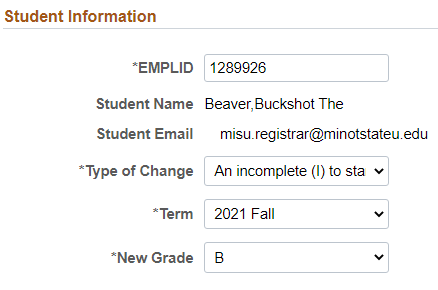 Student Information
*EMPLID 1289926
Student Name Beaver,Buckshot The
Student Email misu.registrar@minotstateu.edu
*Type of Change An incomplete (I) to sta
*Term 2021 Fall
*New Grade B